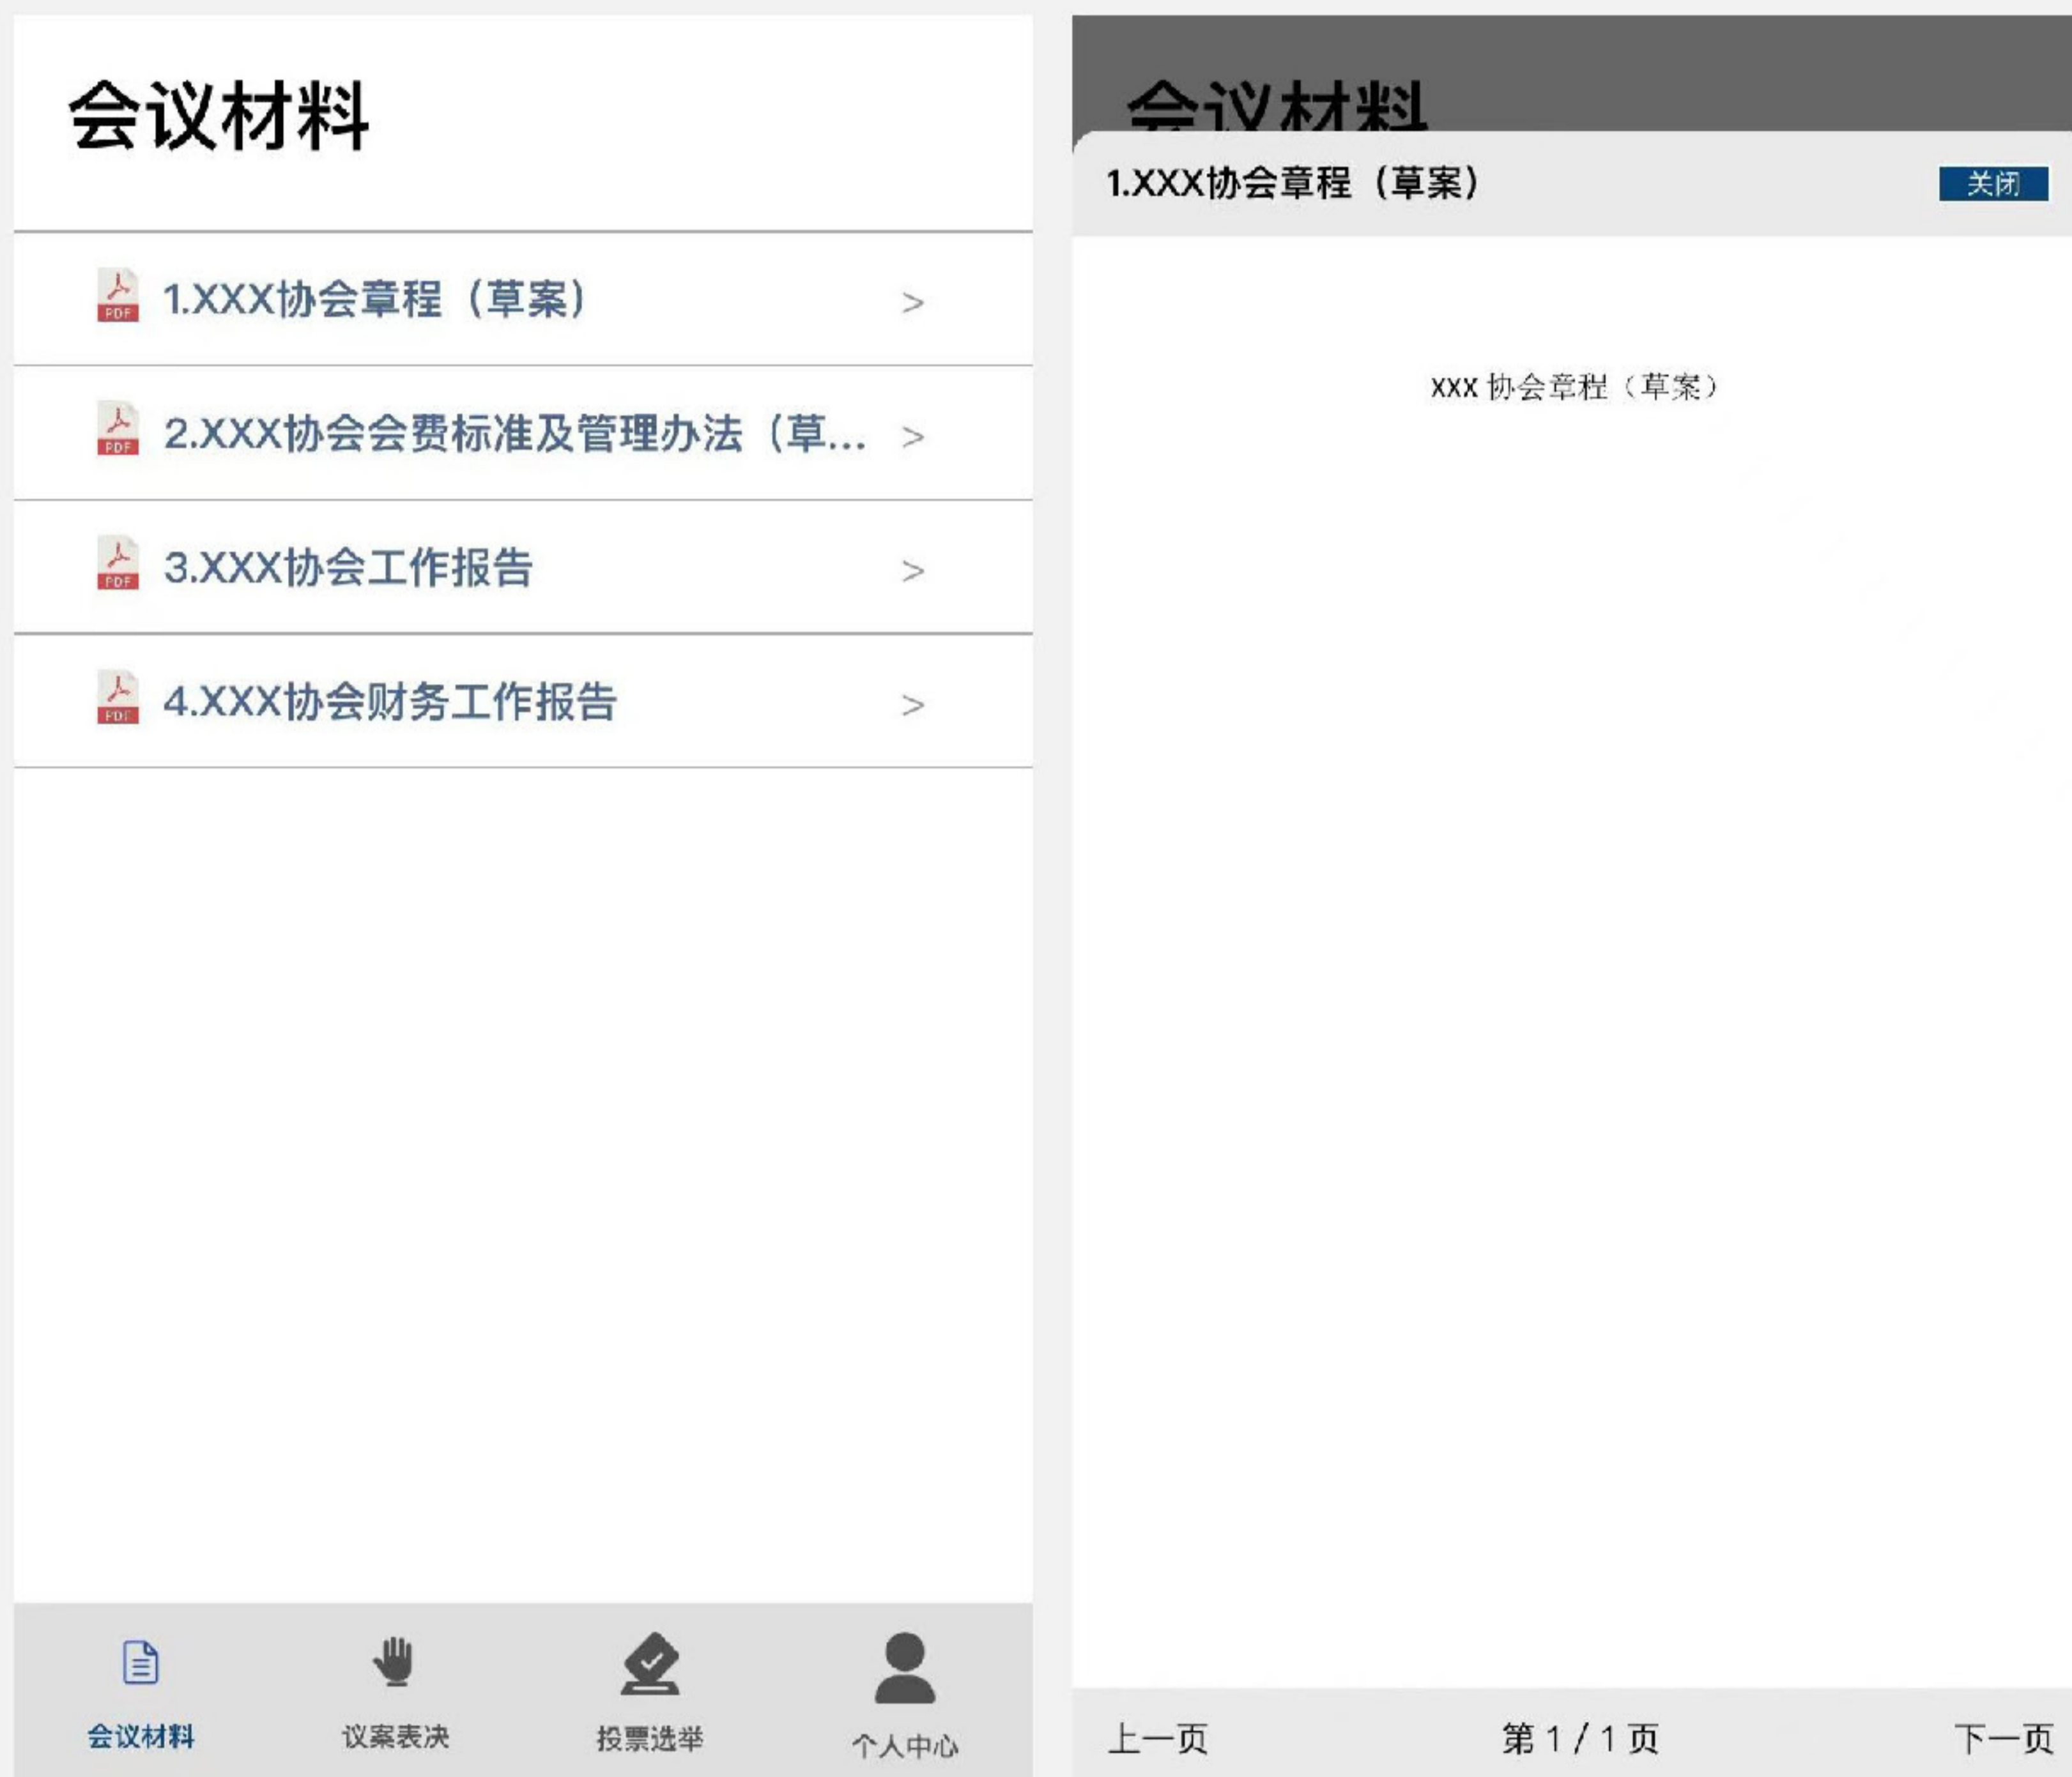 会议材料
PDF 1.XXX协会章程（草案） >
PDF 2.XXX协会会费标准及管理办法（草... >
PDF 3.XXX协会工作报告 >
PDF 4.XXX协会财务工作报告 >
会议材料 议案表决 投票选举 个人中心
会议材料
1.XXX协会章程（草案） 关闭
xxx 协会章程（草案）
上一页 第 1 / 1 页 下一页